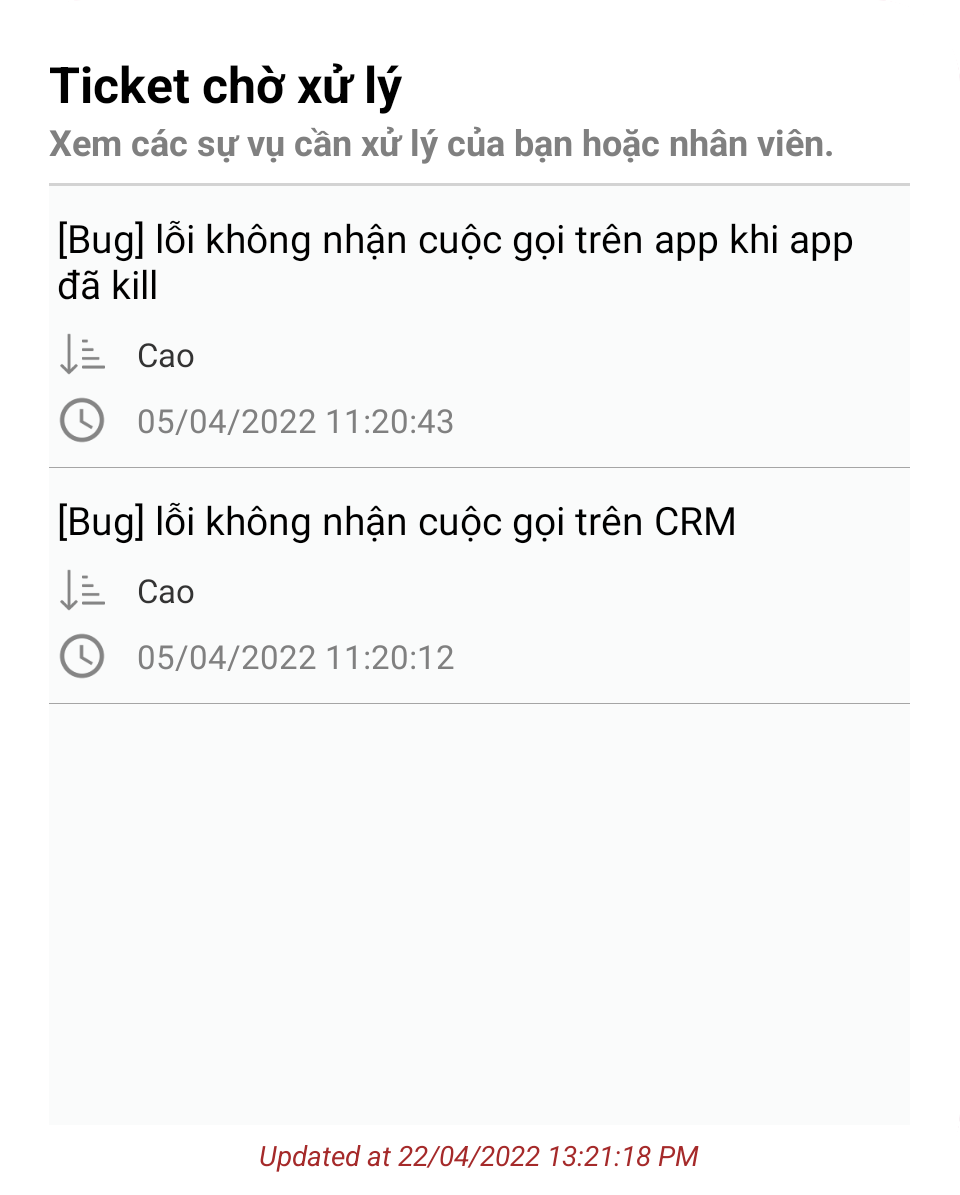 Ticket chờ xử lý
Xem các sự vụ cần xử lý của bạn hoặc nhân viên.
[Bug] lỗi không nhận cuộc gọi trên app khi app
đã kill
Cao
05/04/2022 11:20:43
[Bug] lỗi không nhận cuộc gọi trên CRM
Cao
05/04/2022 11:20:12
Updated at 22/04/2022 13:21:18 PM